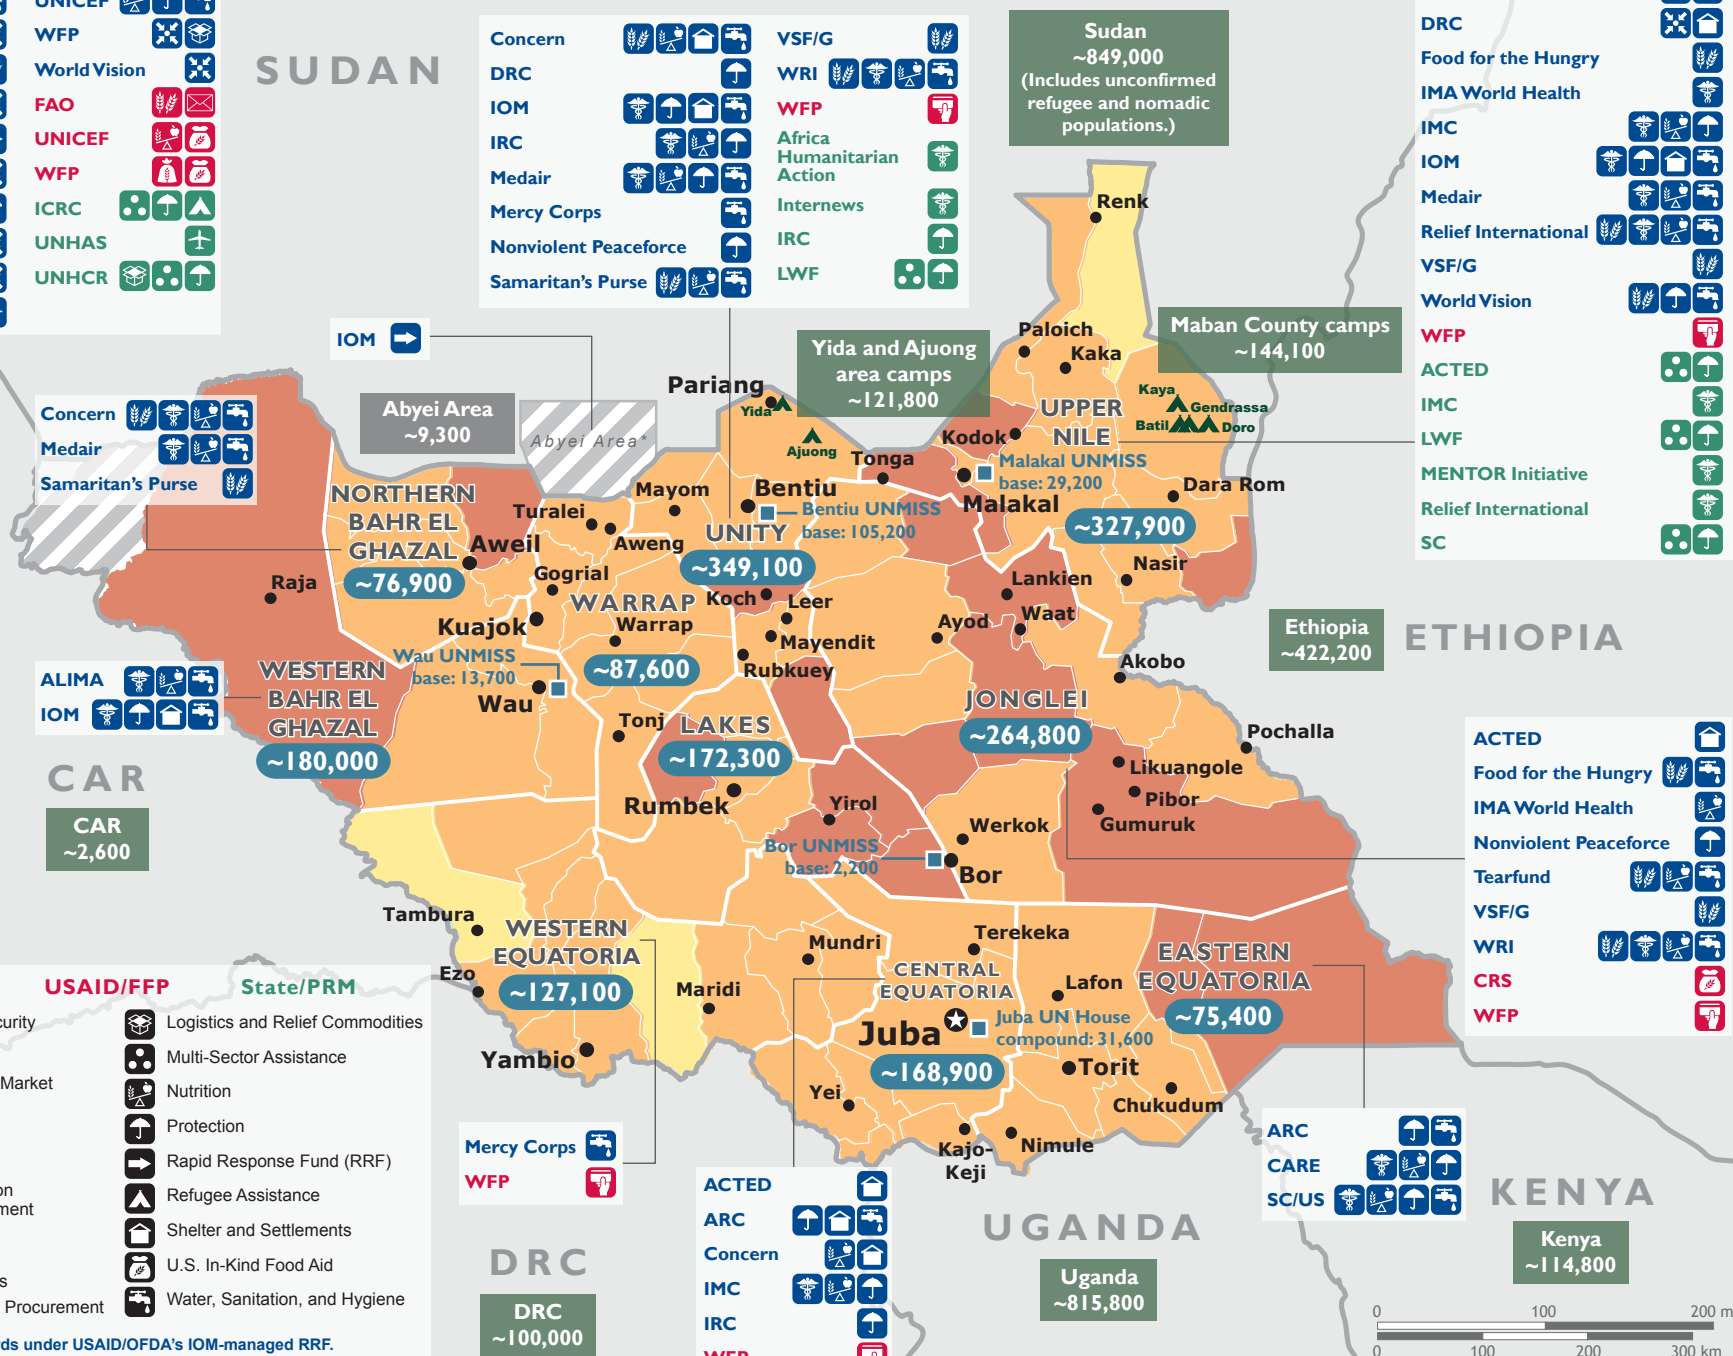 UNICEF
WFP
World Vision
FAO
UNICEF
WFP
ICRC
UNHAS
UNHCR
SUDAN
Concern
DRC
IOM
IRC
Medair
Mercy Corps
Nonviolent Peaceforce
Samaritan's Purse
VSF/G
WRI
WFP
Africa
Humanitarian
Action
Internews
IRC
LWF
Sudan
~849,000
(Includes unconfirmed
refugee and nomadic
populations.)
DRC
Food for the Hungry
IMA World Health
IMC
IOM
Medair
Relief International
VSF/G
World Vision
WFP
ACTED
IMC
LWF
MENTOR Initiative
Relief International
SC
IOM
Abyei Area
~9,300
Abyei Area*
Yida and Ajuong
area camps
~121,800
Maban County camps
~144,100
Concern
Medair
Samaritan's Purse
Renk
Paloich
Kaka
Pariang
Yida
Ajuong
Kaya
Gendrassa
Batil
Doro
UPPER
NILE
Kodok
Tonga
Malakal UNMISS
base: 29,200
Malakal
Dara Rom
~327,900
Nasir
NORTHERN
BAHR EL
GHAZAL
~76,900
Aweil
Turalei
Aweng
Mayom
Bentiu
Bentiu UNMISS
base: 105,200
UNITY
~349,100
Gogrial
WARRAP
Warrap
~87,600
Koch
Leer
Mayendit
Rubkuey
Raja
Kuajok
Wau UNMISS
base: 13,700
Wau
WESTERN
BAHR EL
GHAZAL
~180,000
ALIMA
IOM
Lankien
Waat
Ayod
Akobo
JONGLEI
~264,800
Pochalla
Likuangole
Pibor
Gumuruk
Ethiopia
~422,200
ETHIOPIA
Tonj
LAKES
~172,300
Rumbek
Yirol
Werkok
Bor UNMISS
base: 2,200
Bor
CAR
CAR
~2,600
ACTED
Food for the Hungry
IMA World Health
Nonviolent Peaceforce
Tearfund
VSF/G
WRI
CRS
WFP
Tambura
WESTERN
EQUATORIA
~127,100
Ezo
Yambio
Mundri
Maridi
Terekeka
CENTRAL
EQUATORIA
Juba
Juba UN House
compound: 31,600
~168,900
Lafon
EASTERN
EQUATORIA
~75,400
Torit
Chukudum
Yei
Kajo-
Keji
Nimule
USAID/FFP
State/PRM
Logistics and Relief Commodities
Multi-Sector Assistance
Market
Nutrition
Protection
Rapid Response Fund (RRF)
Refugee Assistance
Shelter and Settlements
U.S. In-Kind Food Aid
Procurement
Water, Sanitation, and Hygiene
under USAID/OFDA's IOM-managed RRF.
Mercy Corps
WFP
ACTED
ARC
Concern
IMC
IRC
ARC
CARE
SC/US
DRC
DRC
~100,000
UGANDA
Uganda
~815,800
KENYA
Kenya
~114,800
0 100 200 m
0 100 200 300 km